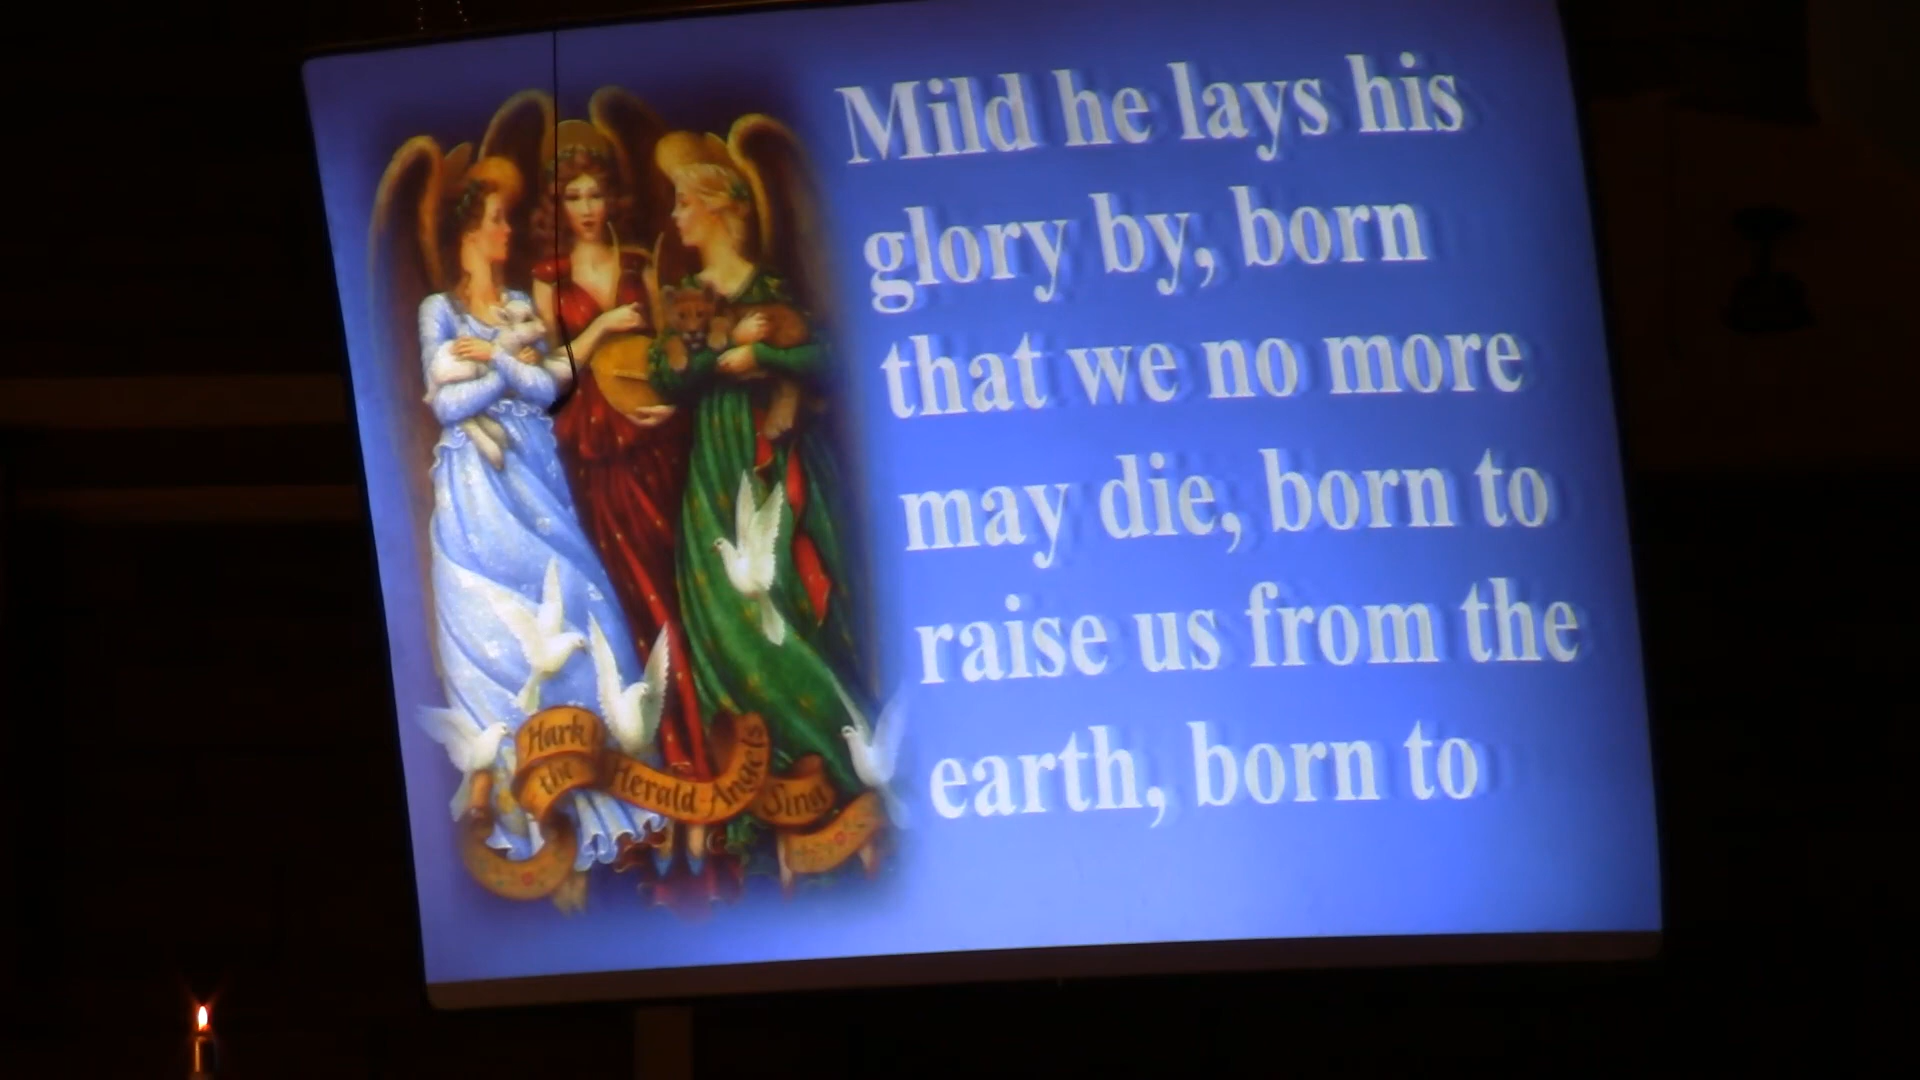 Mild he lays his
glory by, born
that we no more
may die, born to
raise us from the
earth, born to
Hark!
the Herald Angels
Sing